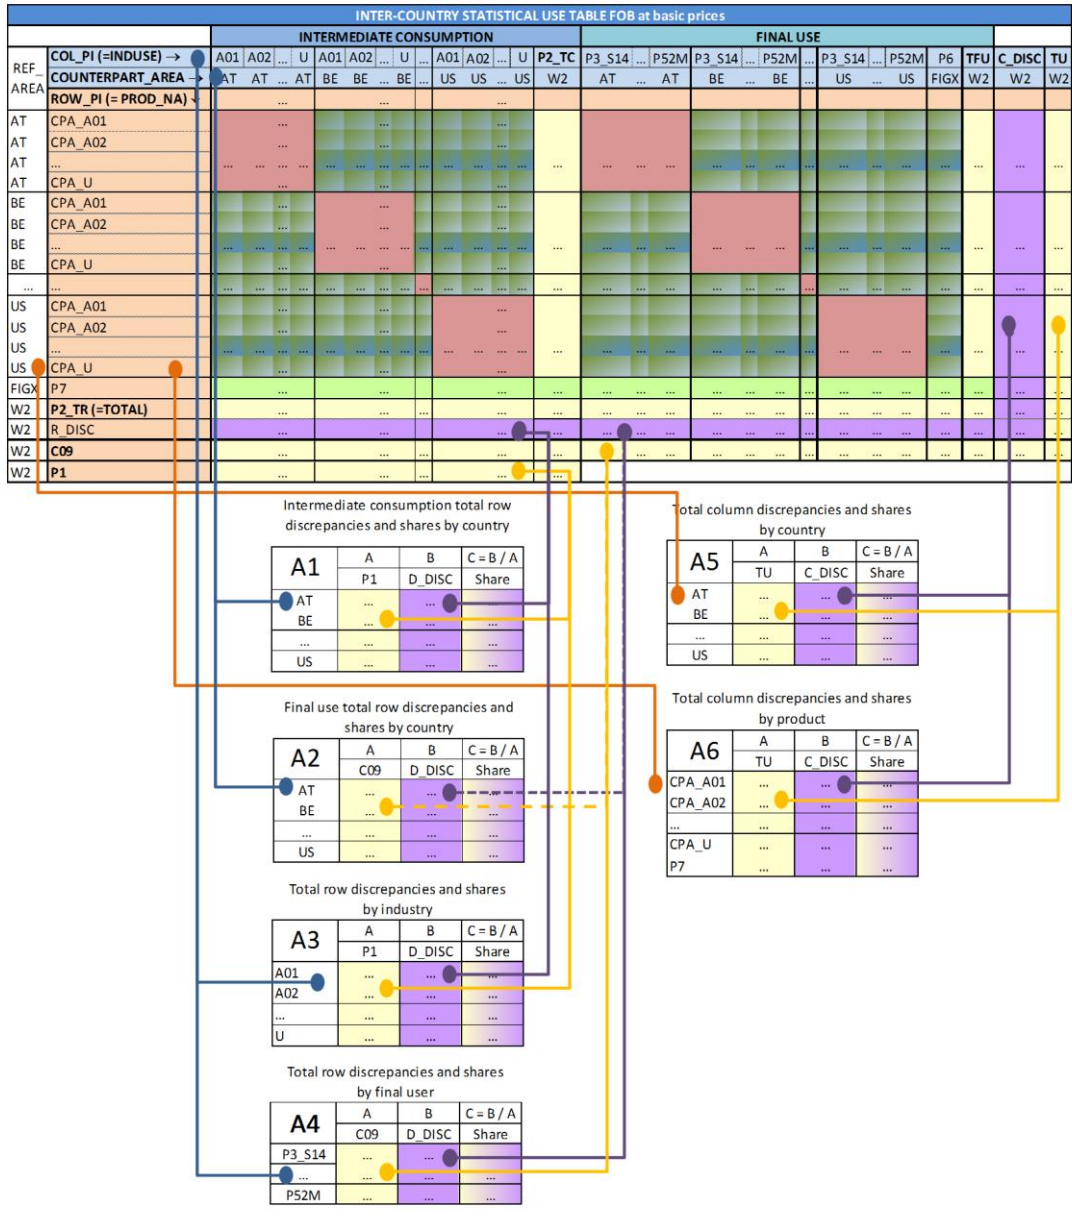 INTER-COUNTRY STATISTICAL USE TABLE FOB at basic prices
INTERMEDIATE CONSUMPTION FINAL USE
REF_AREA COL_PI (=INDUSE) → A01 A02 ... U A01 A02 ... U ... A01 A02 ... U P2_TC P3_S14 ... P52M P3_S14 ... P52M ... P3_S14 ... P52M P6 TFU C_DISC TU
COUNTERPART_AREA → AT AT ... AT BE BE ... BE ... US US ... US W2 AT ... AT BE ... BE ... US ... US FIGX W2 W2 W2
ROW_PI (= PROD_NA) ... ... ...
AT CPA_A01 ... ... ...
AT CPA_A02 ... ... ...
AT ... ... ... ... ... ... ... ... ... ... ... ... ... ... ... ... ... ... ... ... ... ... ... ... ... ... ... ... ...
AT CPA_U ... ... ...
BE CPA_A01 ... ... ...
BE CPA_A02 ... ... ...
BE ... ... ... ... ... ... ... ... ... ... ... ... ... ... ... ... ... ... ... ... ... ... ... ... ... ... ... ... ...
BE CPA_U ... ... ...
... ... ... ... ... ... ... ... ... ... ... ... ... ... ... ... ... ... ... ... ... ... ... ... ... ... ... ... ...
US CPA_A01 ... ... ...
US CPA_A02 ... ... ...
US ... ... ... ... ... ... ... ... ... ... ... ... ... ... ... ... ... ... ... ... ... ... ... ... ... ... ... ... ...
US CPA_U ... ... ...
FIGX P7 ... ... ... ... ... ... ... ... ... ... ... ... ... ... ... ...
W2 P2_TR (=TOTAL) ... ... ... ... ... ... ... ... ... ... ... ... ... ... ... ... ... ...
W2 R_DISC ... ... ... ... ... ... ... ... ... ... ... ... ... ... ... ... ... ...
W2 C09 ... ... ... ... ... ... ... ... ... ... ... ... ... ... ... ... ... ...
W2 P1 ... ... ... ... ...
Intermediate consumption total row
discrepancies and shares by country
A1 A B C = B / A
P1 D_DISC Share
AT ... ... ...
BE ... ... ...
... ... ... ...
US ... ... ...
Total column discrepancies and shares
by country
A5 A B C = B / A
TU C_DISC Share
AT ... ... ...
BE ... ... ...
... ... ... ...
US ... ... ...
Final use total row discrepancies and
shares by country
A2 A B C = B / A
C09 D_DISC Share
AT ... ... ...
BE ... ... ...
... ... ... ...
US ... ... ...
Total column discrepancies and shares
by product
A6 A B C = B / A
TU C_DISC Share
CPA_A01 ... ... ...
CPA_A02 ... ... ...
... ... ... ...
CPA_U ... ... ...
P7 ... ... ...
Total row discrepancies and shares
by industry
A3 A B C = B / A
P1 D_DISC Share
A01 ... ... ...
A02 ... ... ...
... ... ... ...
U ... ... ...
Total row discrepancies and shares
by final user
A4 A B C = B / A
C09 D_DISC Share
P3_S14 ... ... ...
... ... ... ...
P52M ... ... ...